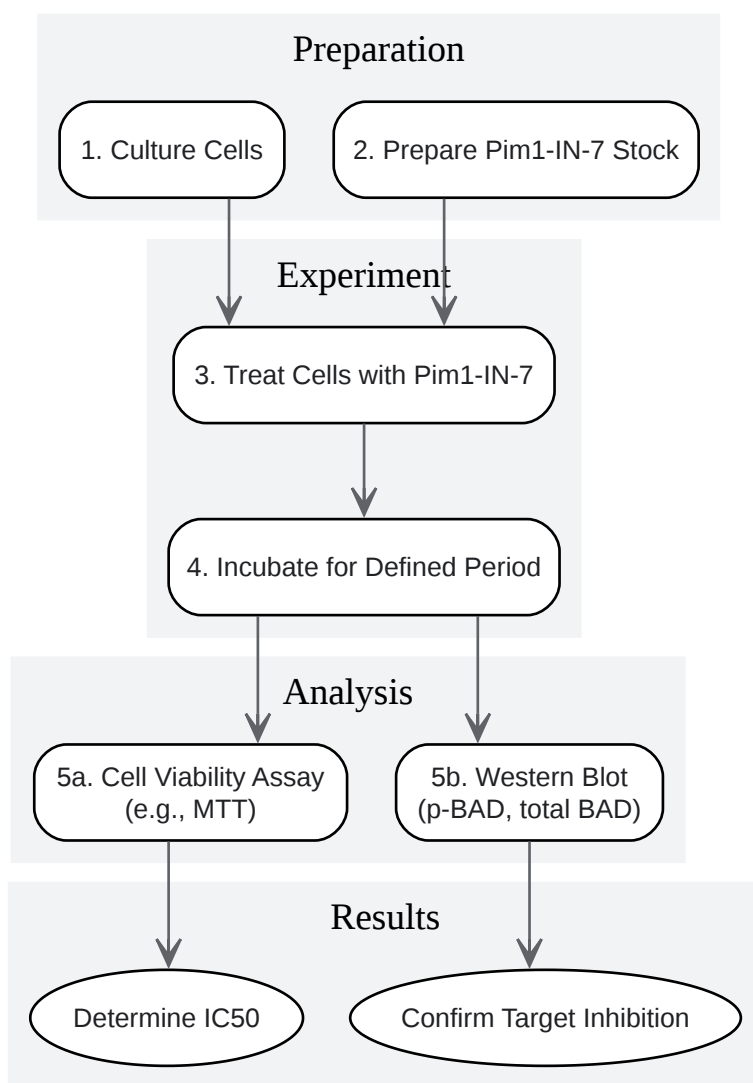 Preparation
1. Culture Cells
2. Prepare Pim1-IN-7 Stock
Experiment
3. Treat Cells with Pim1-IN-7
4. Incubate for Defined Period
Analysis
5a. Cell Viability Assay
(e.g., MTT)
5b. Western Blot
(p-BAD, total BAD)
Results
Determine IC50
Confirm Target Inhibition